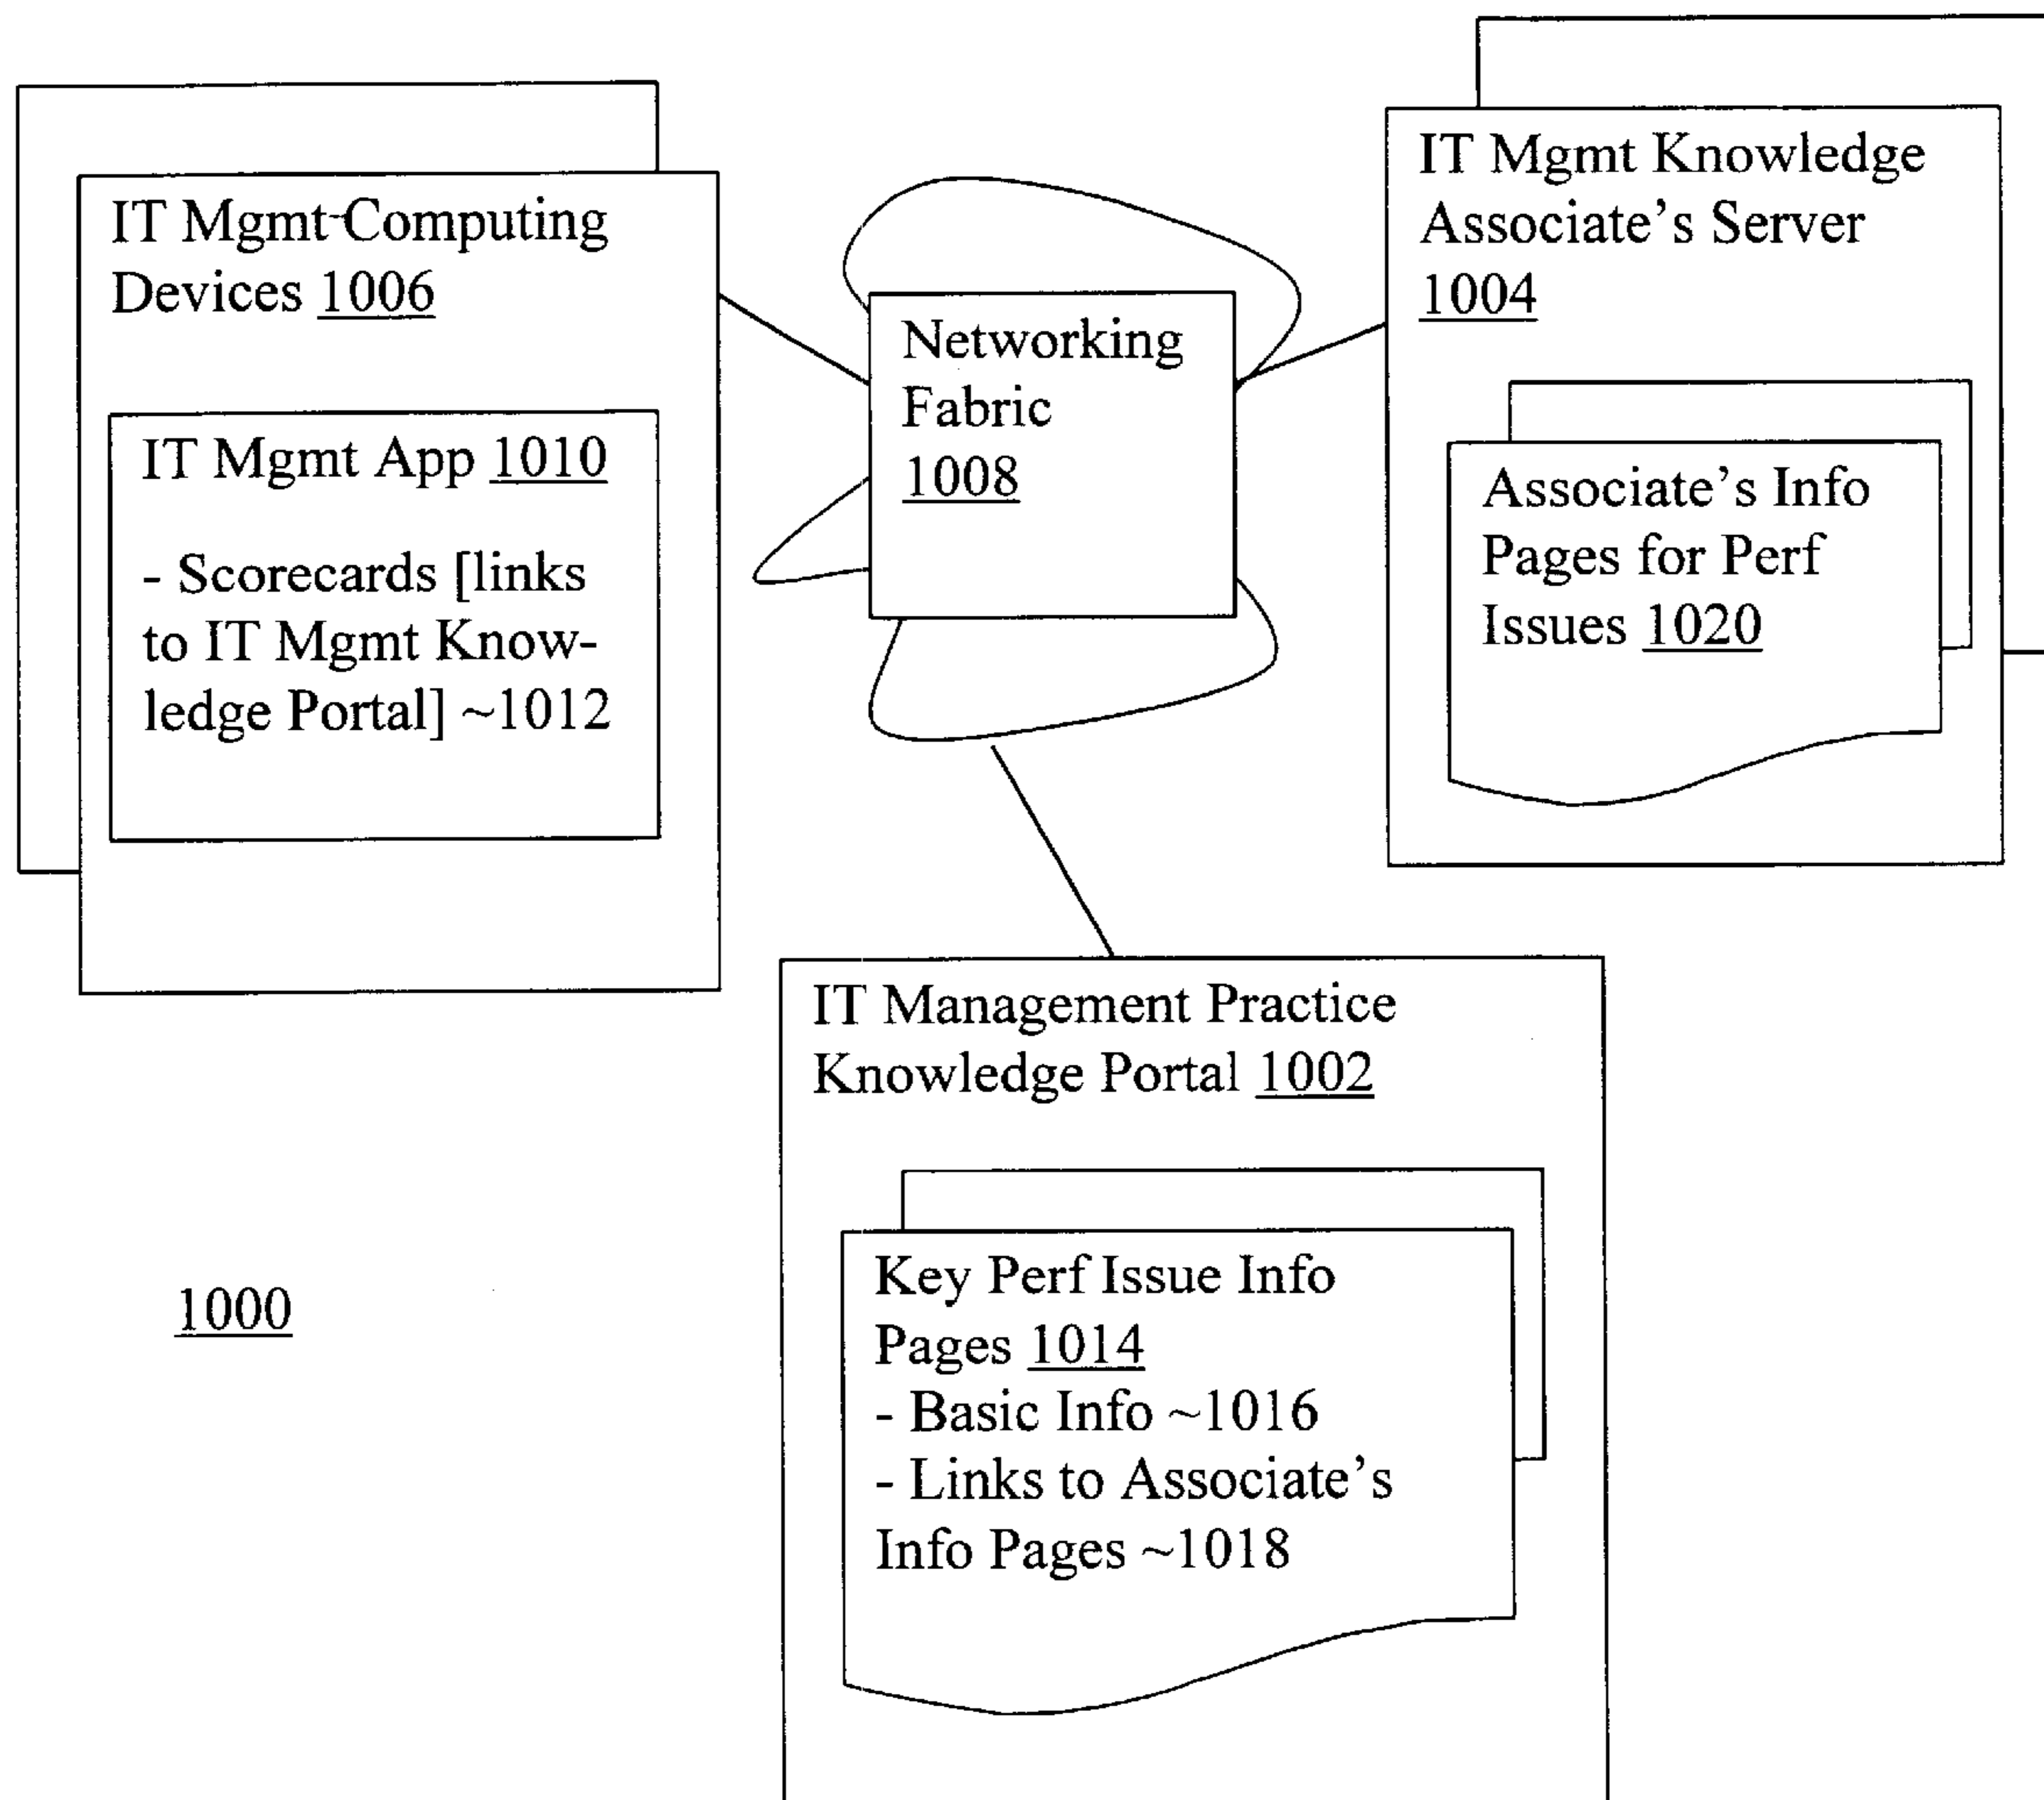 IT Mgmt Computing
Devices 1006
IT Mgmt App 1010
- Scorecards [links
to IT Mgmt Know-
ledge Portal] ~1012
Networking
Fabric
1008
IT Mgmt Knowledge
Associate's Server
1004
Associate's Info
Pages for Perf
Issues 1020
IT Management Practice
Knowledge Portal 1002
Key Perf Issue Info
Pages 1014
- Basic Info ~1016
- Links to Associate's
Info Pages ~1018
1000